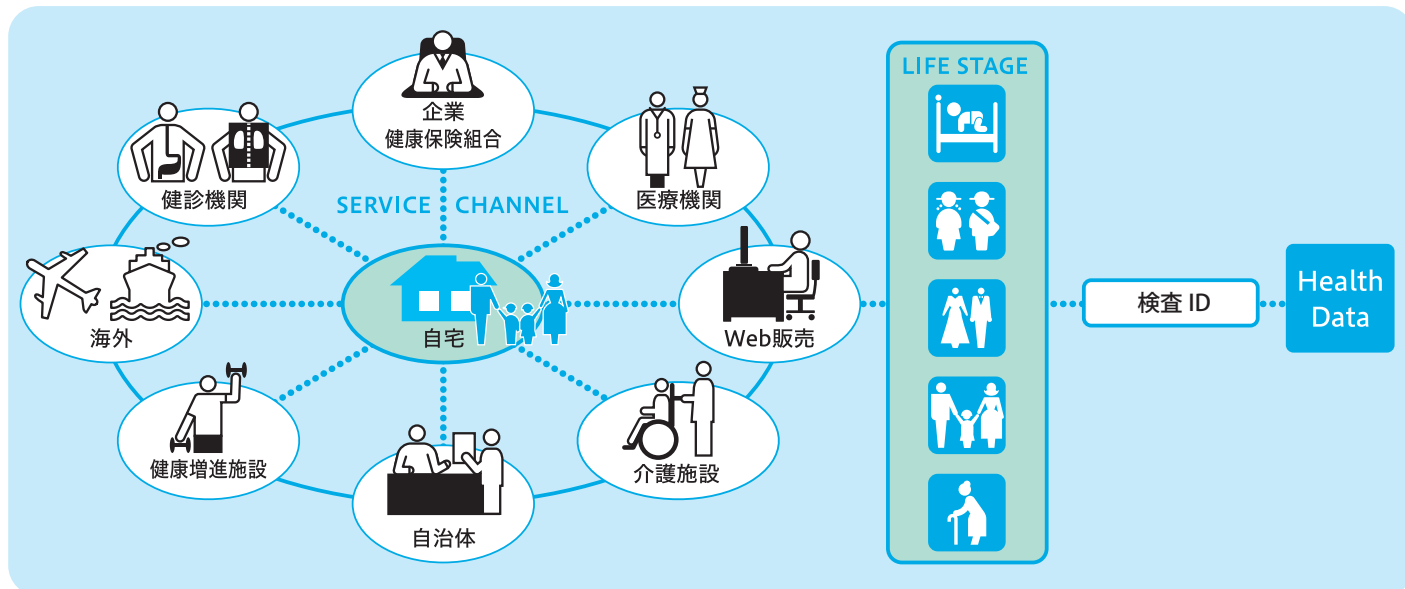 企業
健康保険組合
健診機関
医療機関
SERVICE CHANNEL
海外
自宅
Web販売
健康増進施設
介護施設
自治体
LIFE STAGE
検査 ID
Health
Data